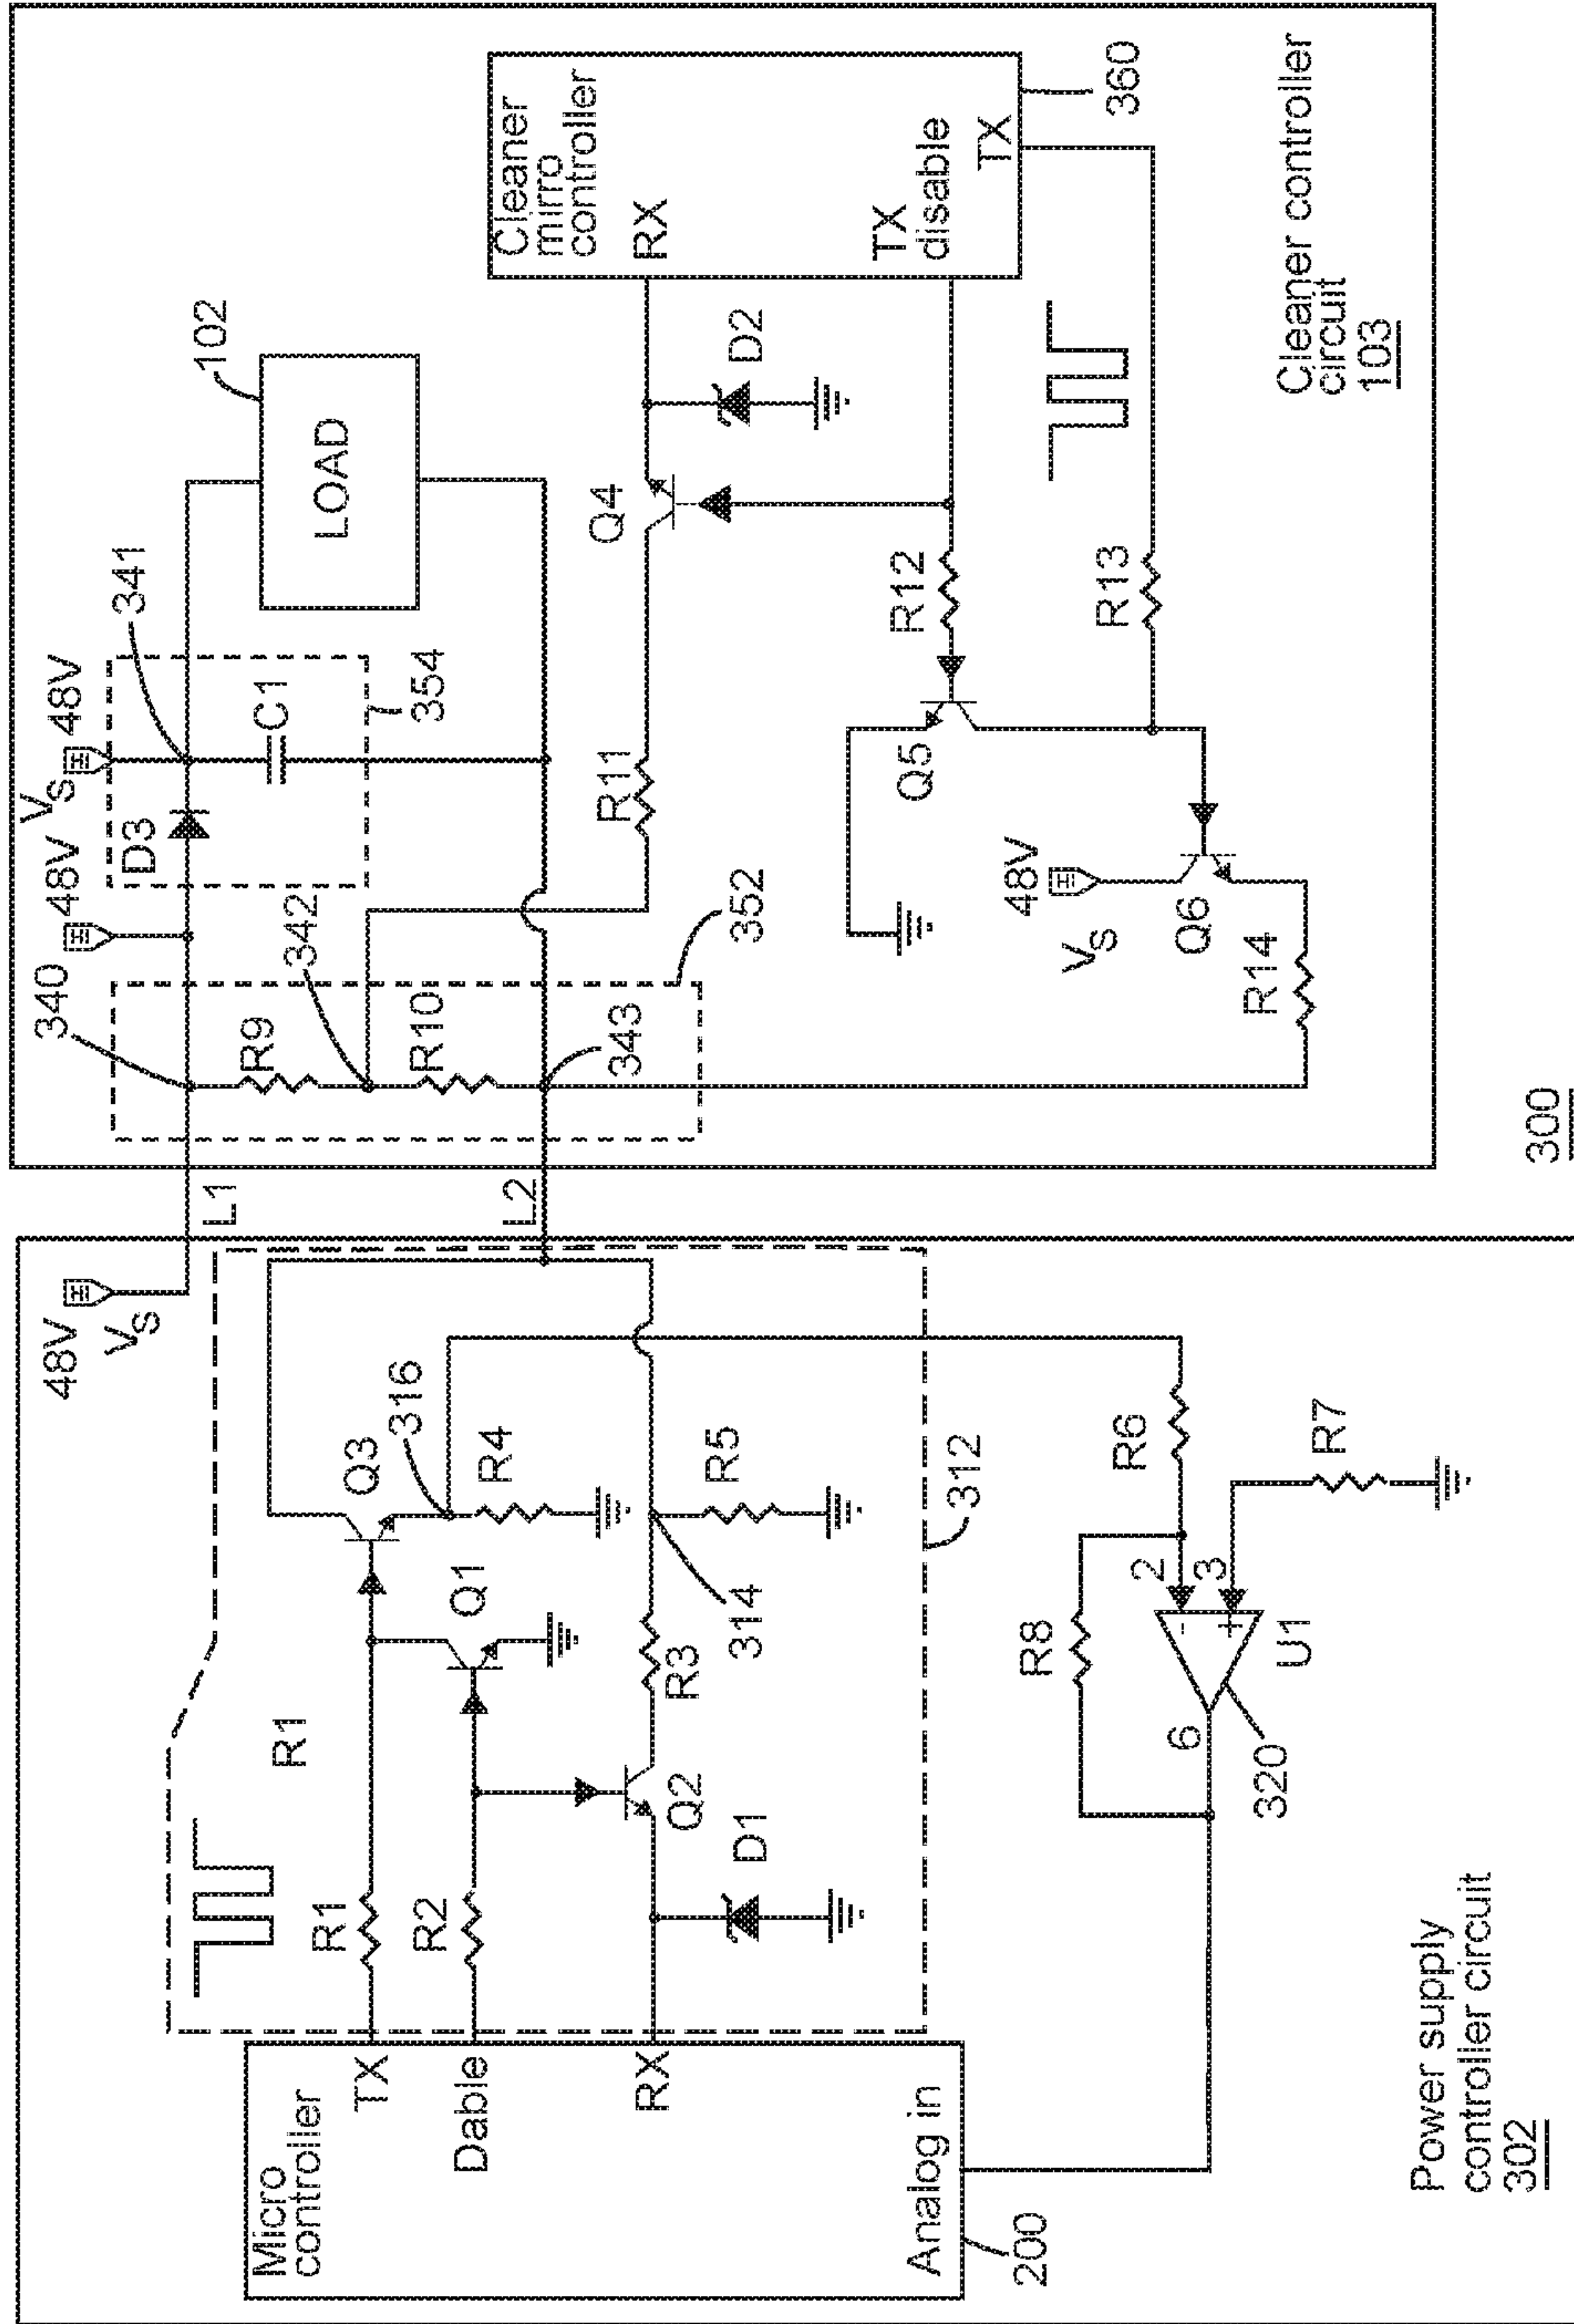 48V
VS
Micro
controller
TX
Dable
RX
Analog in
200
R1
R1
R2
Q1
Q2
Q3
316
R4
R3
314
R5
D1
312
R6
R8
2
3
6
U1
320
R7
Power supply
controller circuit
302
L1
L2
340
48V
48V
VS
D3
341
C1
354
R9
342
R10
343
352
102
LOAD
R11
Q4
D2
Cleaner
mirro
controller
RX
TX
disable
TX
360
R12
Q5
R13
48V
VS
Q6
R14
Cleaner controller
circuit
103
300